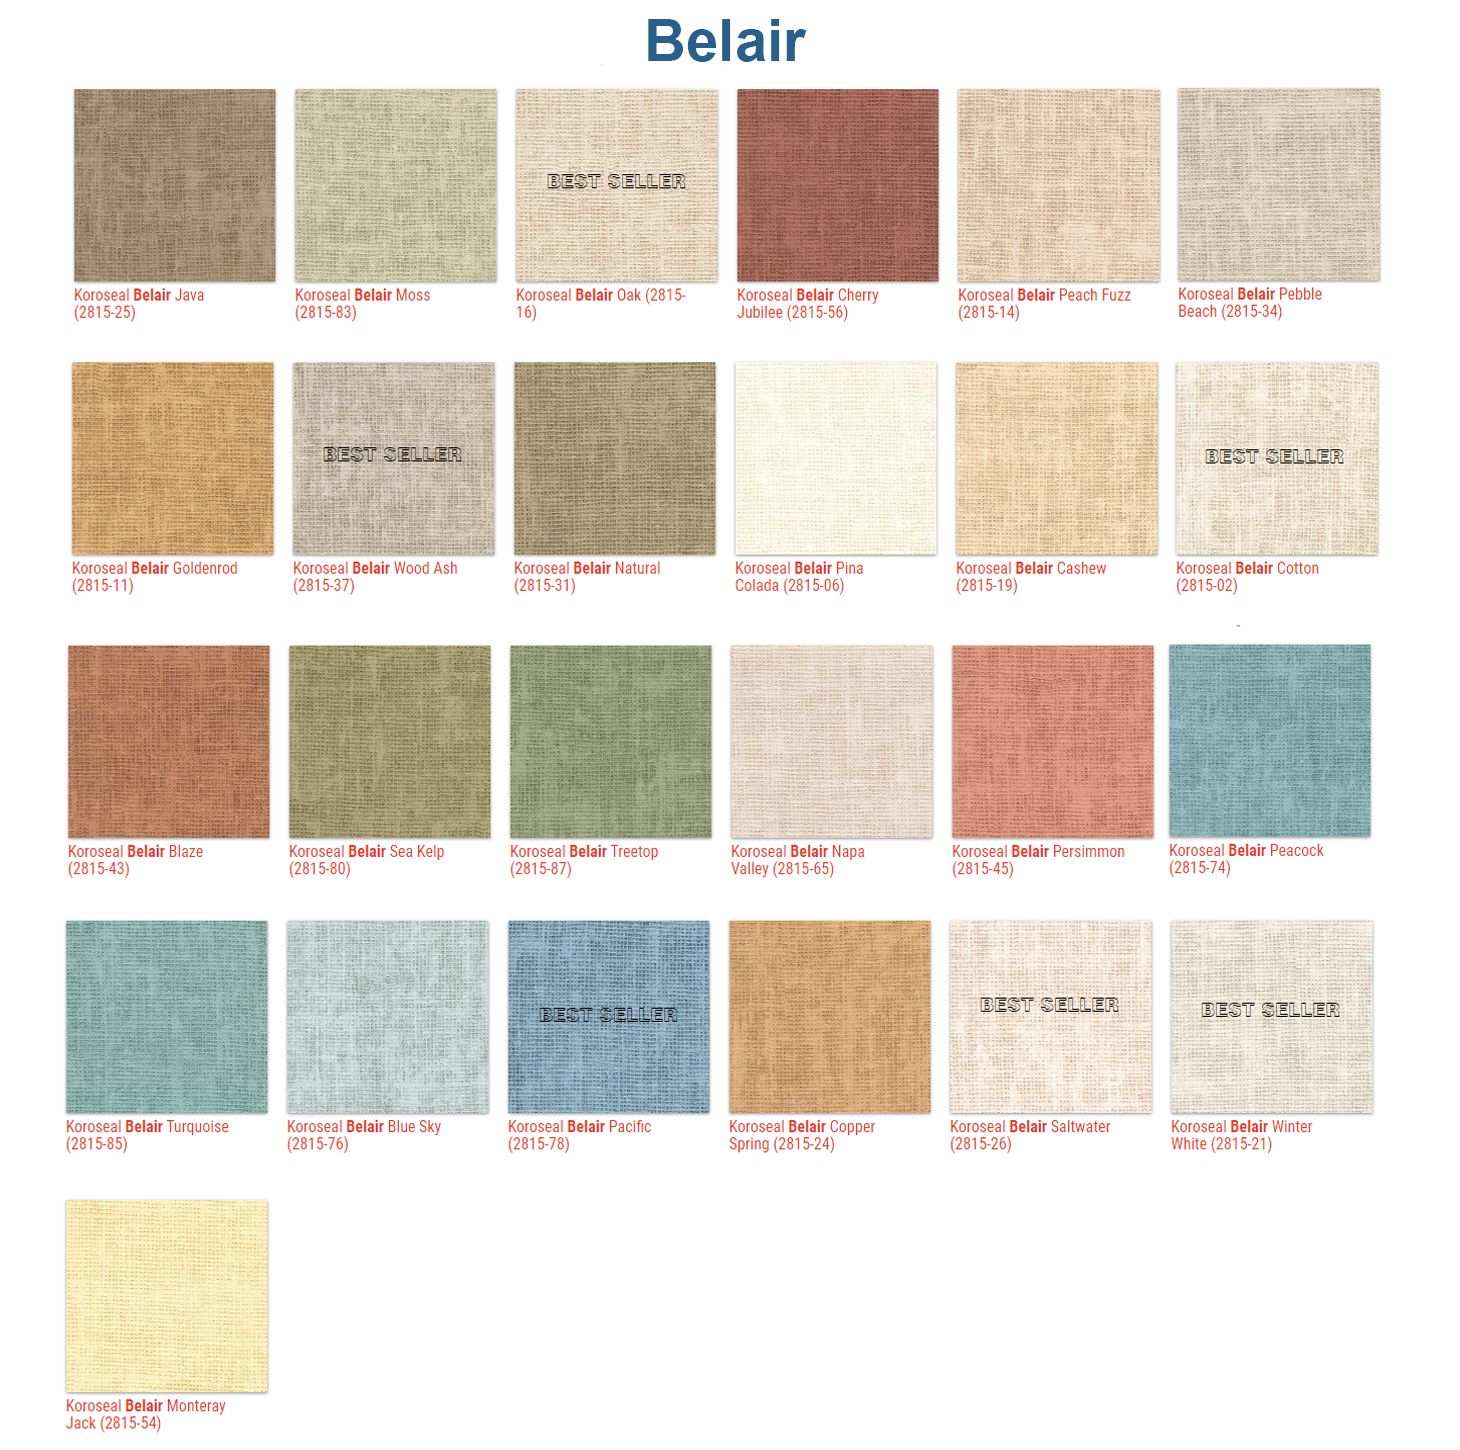 Belair
BEST SELLER
Koroseal Belair Java
(2815-25)
Koroseal Belair Moss
(2815-83)
Koroseal Belair Oak (2815-
16)
Koroseal Belair Cherry
Jubilee (2815-56)
Koroseal Belair Peach Fuzz
(2815-14)
Koroseal Belair Pebble
Beach (2815-34)
BEST SELLER
BEST SELLER
Koroseal Belair Goldenrod
(2815-11)
Koroseal Belair Wood Ash
(2815-37)
Koroseal Belair Natural
(2815-31)
Koroseal Belair Pina
Colada (2815-06)
Koroseal Belair Cashew
(2815-19)
Koroseal Belair Cotton
(2815-02)
Koroseal Belair Blaze
(2815-43)
Koroseal Belair Sea Kelp
(2815-80)
Koroseal Belair Treetop
(2815-87)
Koroseal Belair Napa
Valley (2815-65)
Koroseal Belair Persimmon
(2815-45)
Koroseal Belair Peacock
(2815-74)
BEST SELLER
BEST SELLER
BEST SELLER
Koroseal Belair Turquoise
(2815-85)
Koroseal Belair Blue Sky
(2815-76)
Koroseal Belair Pacific
(2815-78)
Koroseal Belair Copper
Spring (2815-24)
Koroseal Belair Saltwater
(2815-26)
Koroseal Belair Winter
White (2815-21)
Koroseal Belair Monteray
Jack (2815-54)